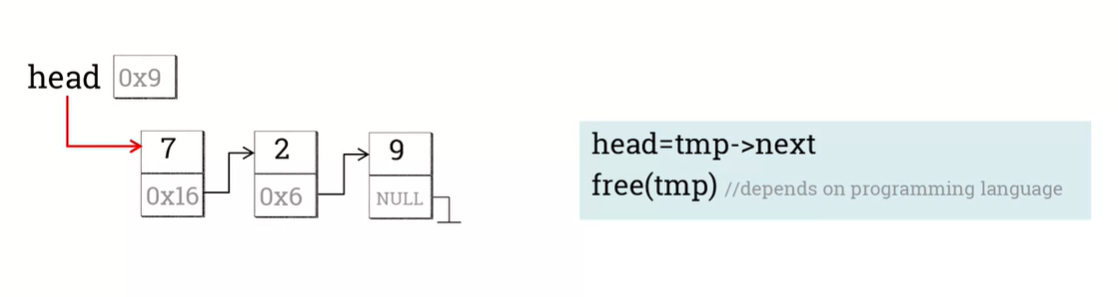 head 0x9
7 2 9
0x16 0x6 NULL
head=tmp->next
free(tmp) //depends on programming language